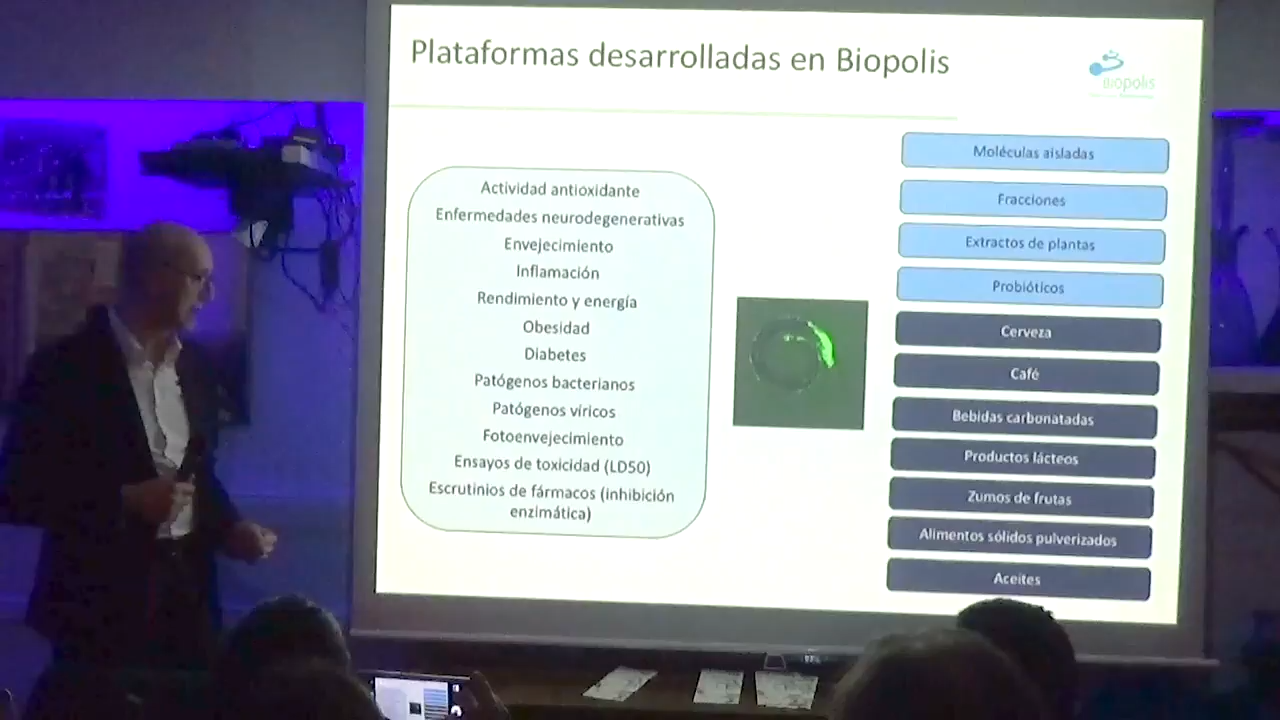 Plataformas desarrolladas en Biopolis
Biopolis
Actividad antioxidante
Enfermedades neurodegenerativas
Envejecimiento
Inflamación
Rendimiento y energía
Obesidad
Diabetes
Patógenos bacterianos
Patógenos víricos
Fotoenvejecimiento
Ensayos de toxicidad (LD50)
Escrutinios de fármacos (inhibición
enzimática)
Moléculas aisladas
Fracciones
Extractos de plantas
Probióticos
Cerveza
Café
Bebidas carbonatadas
Productos lácteos
Zumos de frutas
Alimentos sólidos pulverizados
Aceites